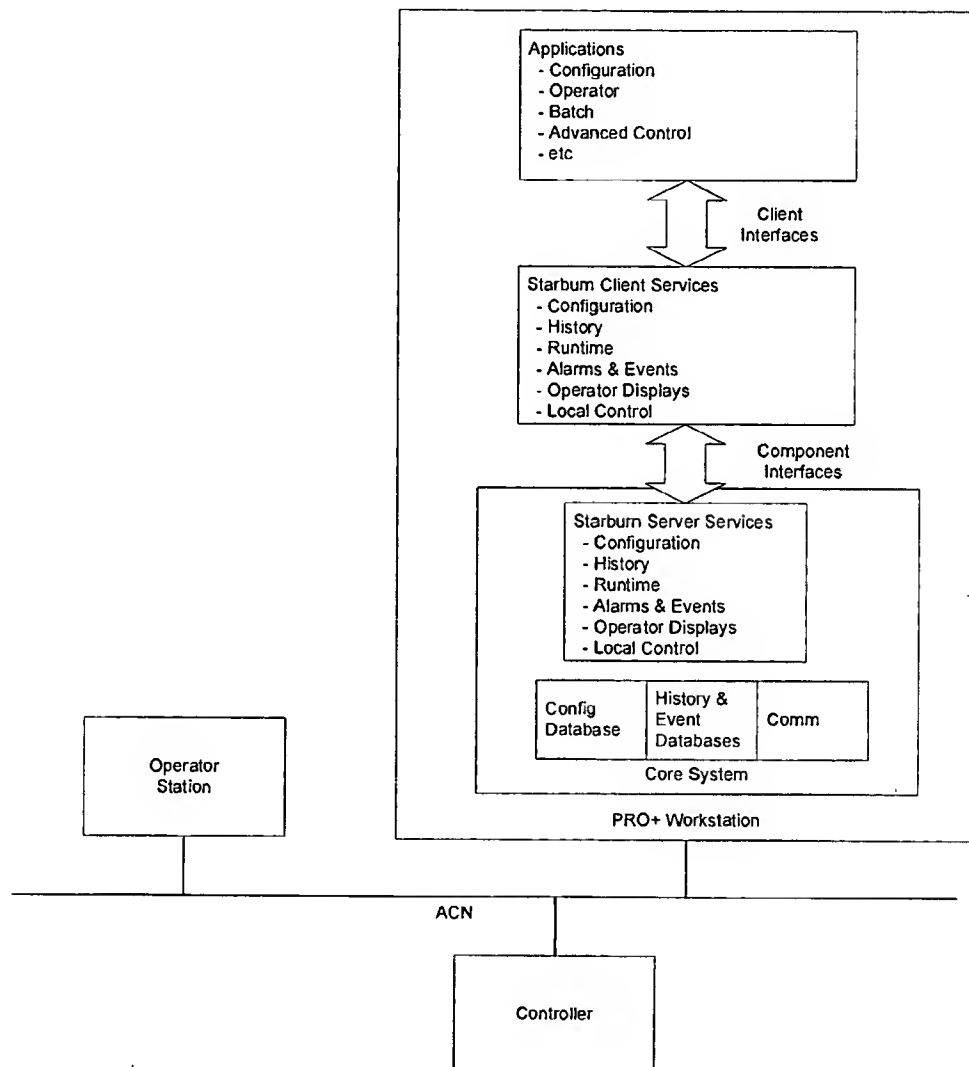 Applications
- Configuration
- Operator
- Batch
- Advanced Control
- etc
Client
Interfaces
Starburn Client Services
- Configuration
- History
- Runtime
- Alarms & Events
- Operator Displays
- Local Control
Component
Interfaces
Starburn Server Services
- Configuration
- History
- Runtime
- Alarms & Events
- Operator Displays
- Local Control
Config
Database
History &
Event
Databases
Comm
Core System
PRO+ Workstation
Operator
Station
ACN
Controller